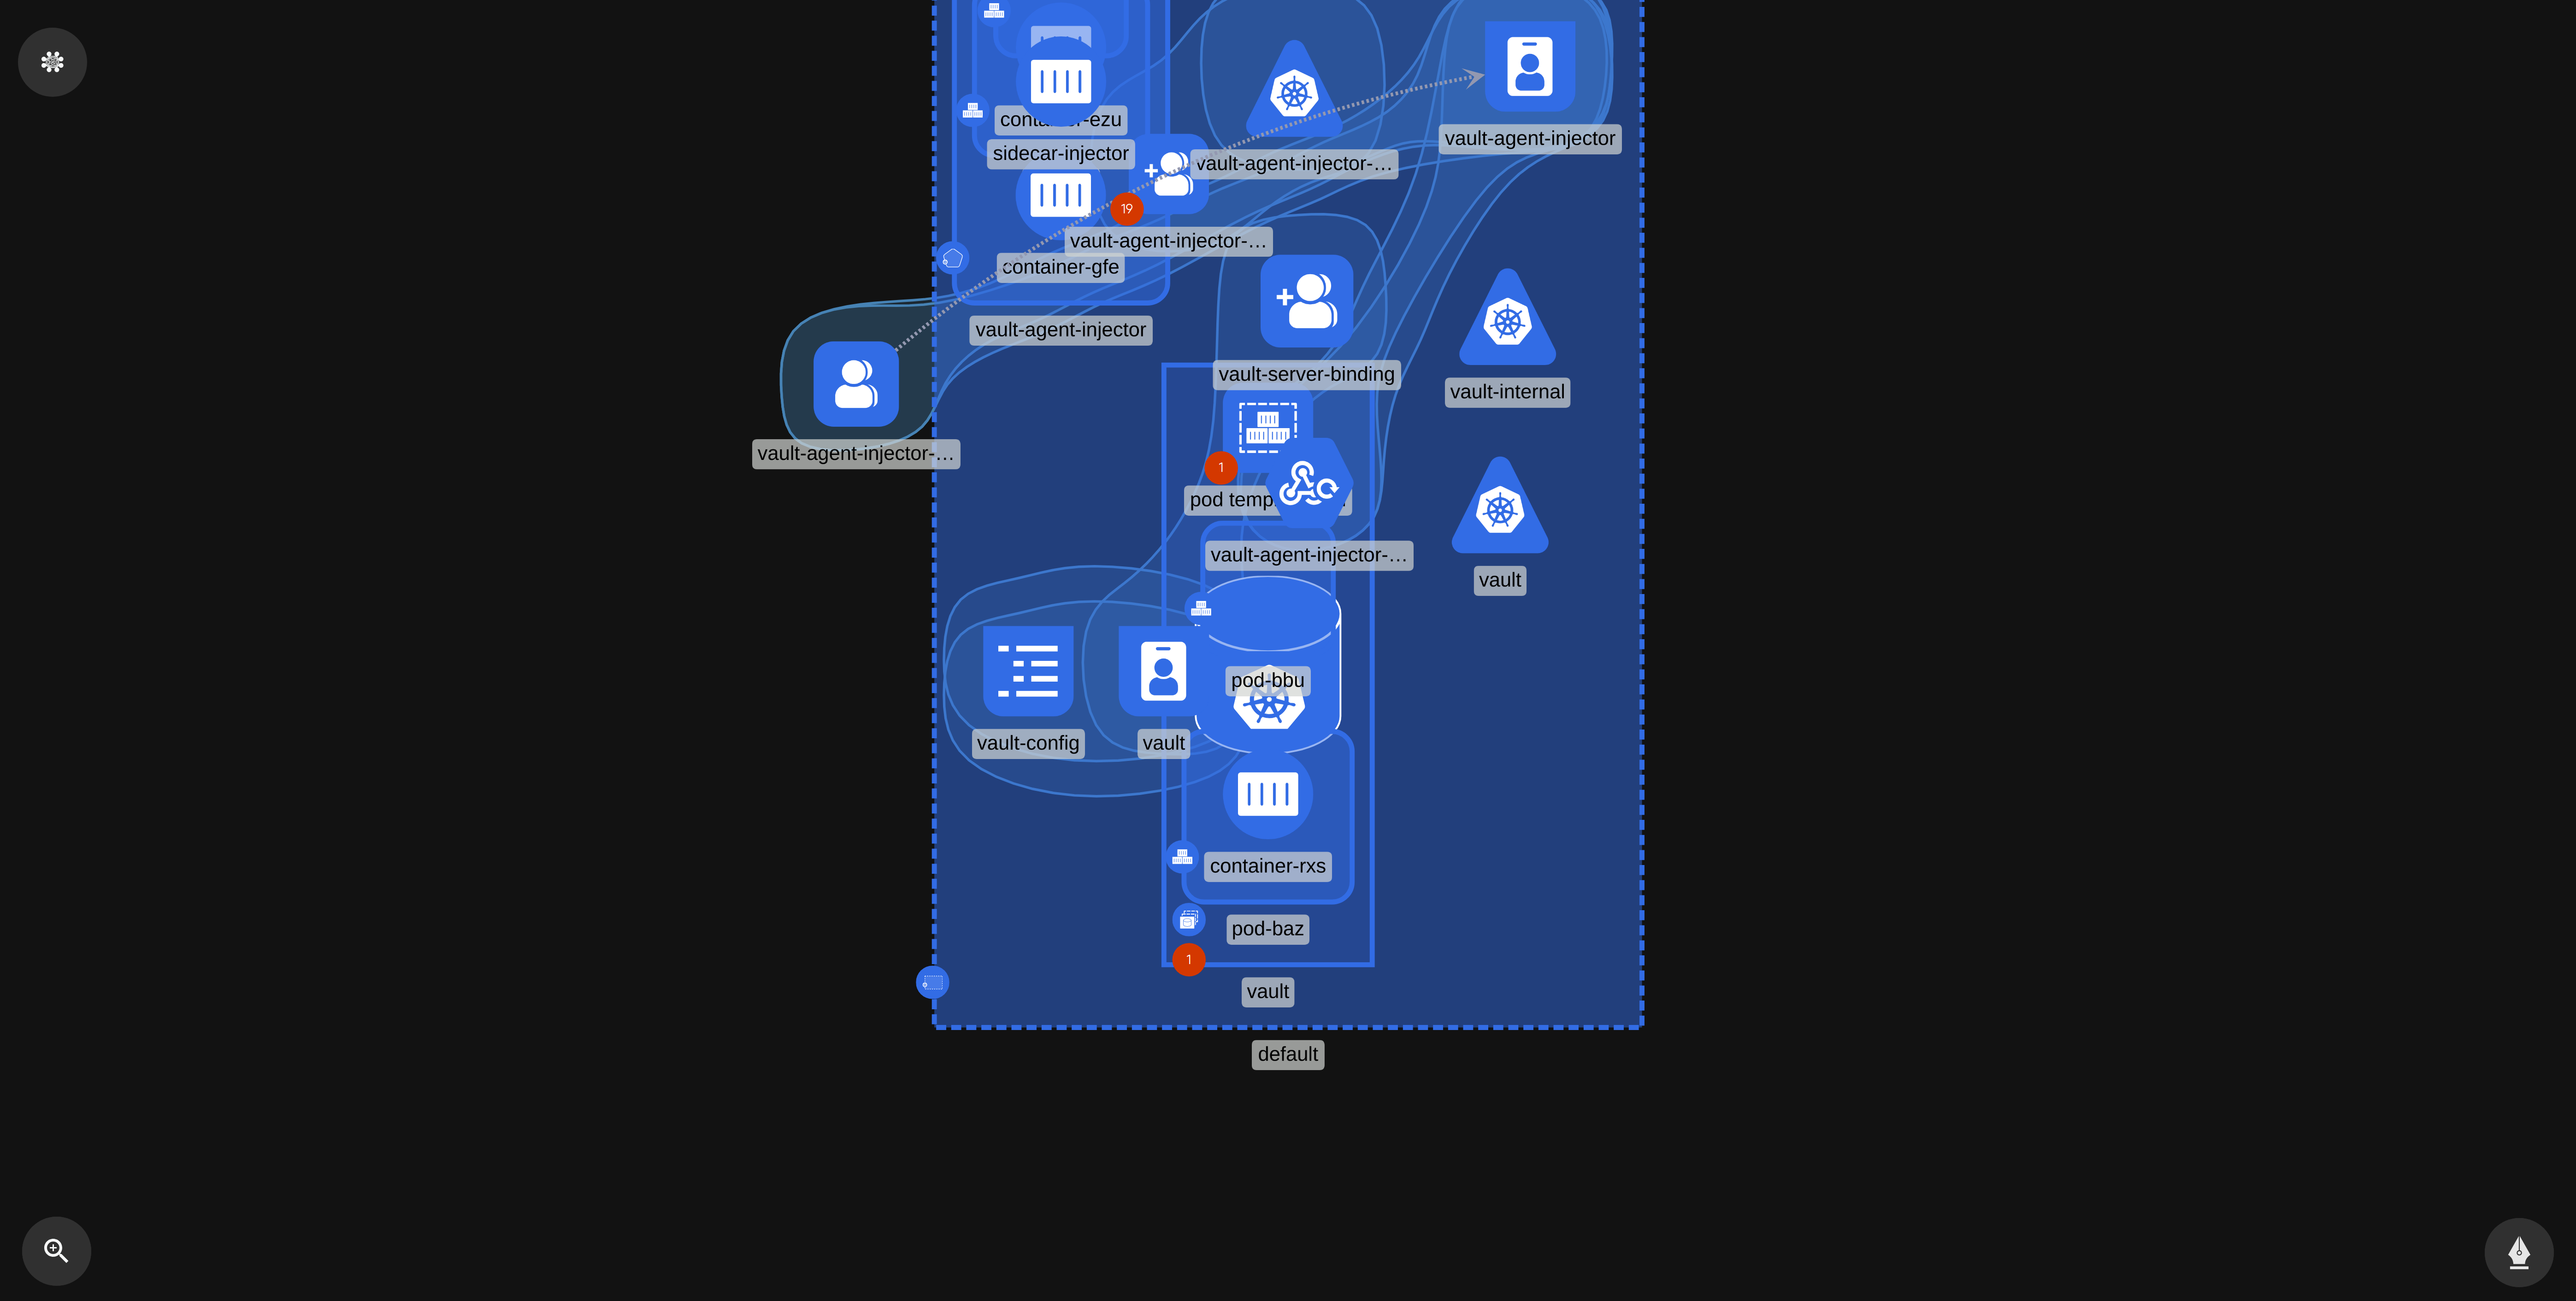 container-ezu
sidecar-injector
vault-agent-injector-...
vault-agent-injector
19
vault-agent-injector-...
container-gfe
vault-agent-injector
vault-server-binding
vault-internal
vault-agent-injector-...
1
pod temp
vault-agent-injector-...
vault
pod-bbu
vault-config
vault
container-rxs
pod-baz
1
vault
default